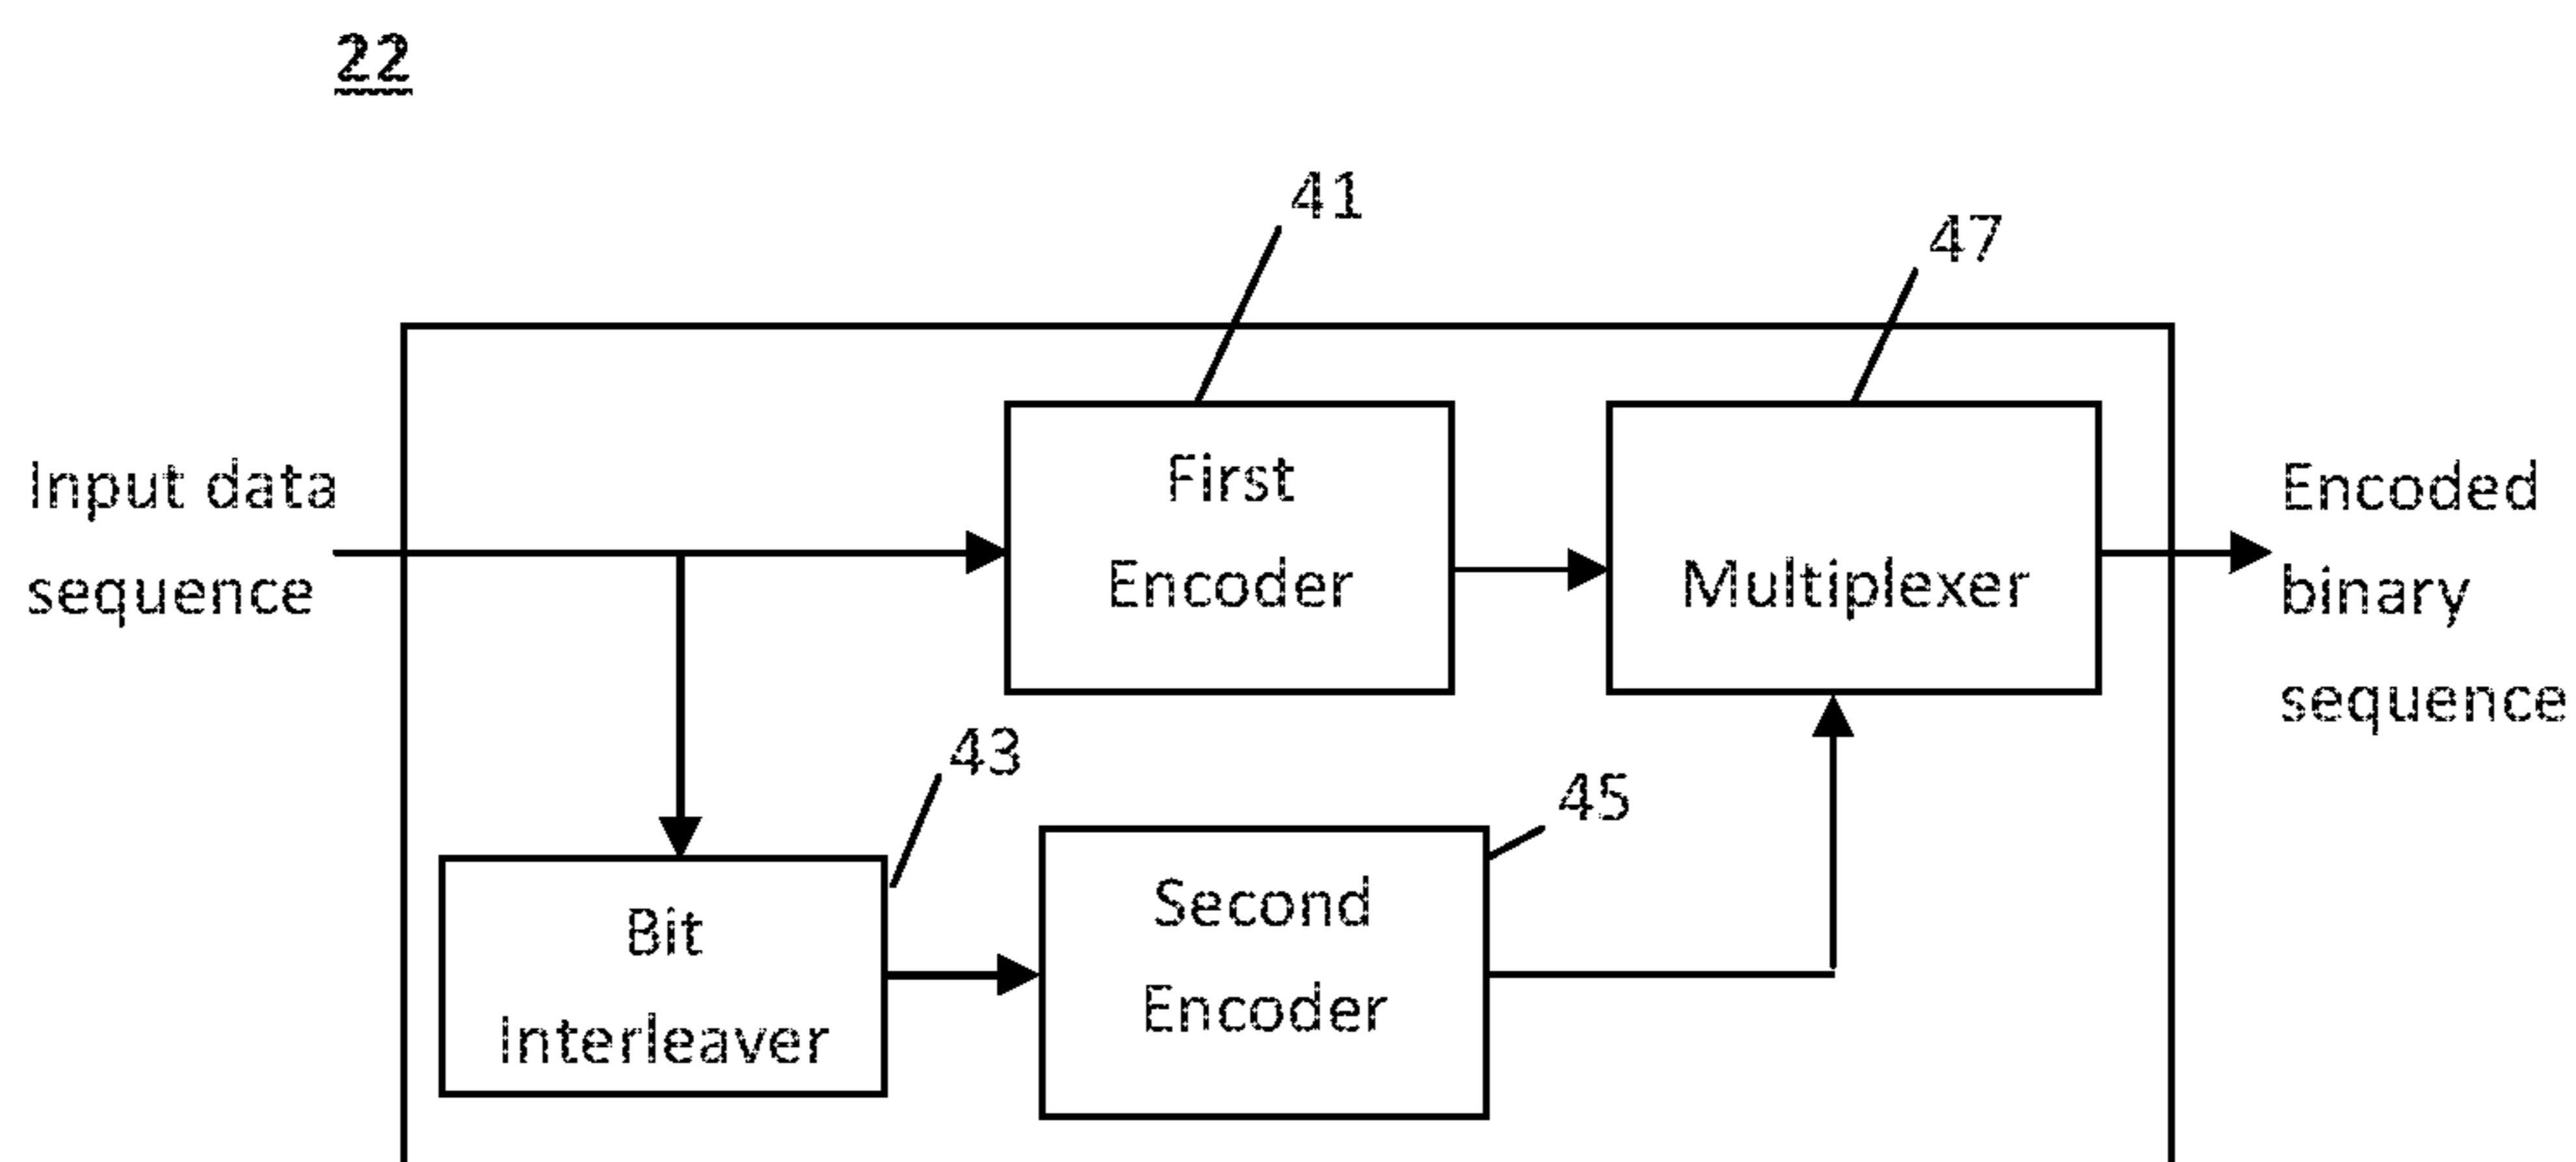 22
41
47
Input data
sequence
First
Encoder
Multiplexer
Encoded
binary
sequence
43
45
Bit
Interleaver
Second
Encoder